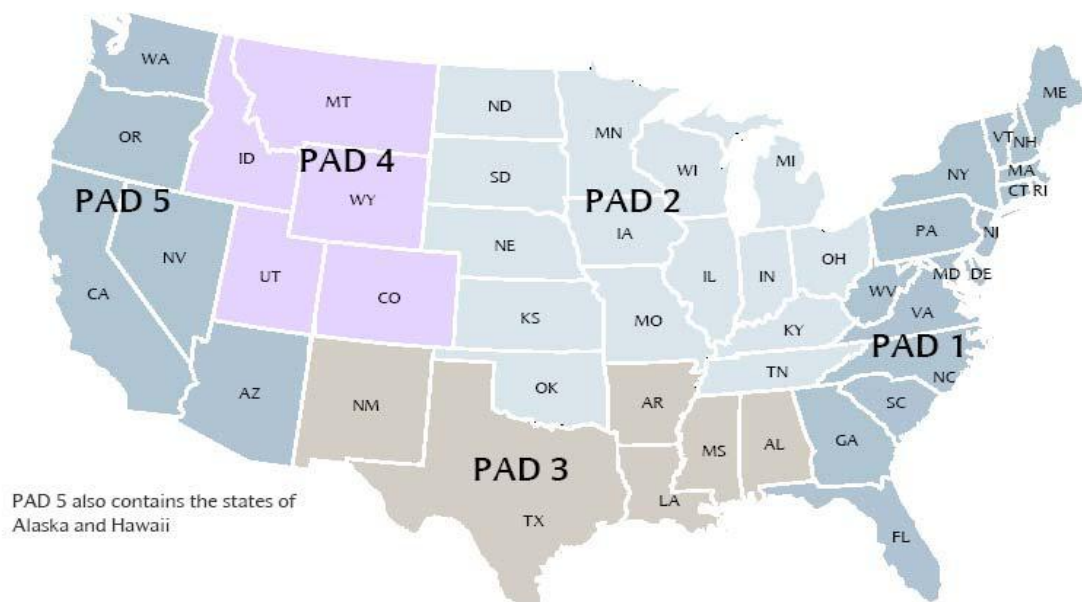 WA
ME
MT
ND
VT
NH
OR
MN
ID
PAD 4
WI
MI
NY
MA
SD
CT RI
PAD 5
WY
PAD 2
PA
NJ
NE
IA
NV
OH
MD DE
UT
IL
IN
CA
CO
WV
VA
KS
MO
KY
PAD 1
TN
NC
AZ
OK
NM
AR
SC
MS
AL
GA
PAD 3
PAD 5 also contains the states of
LA
TX
Alaska and Hawaii
FL